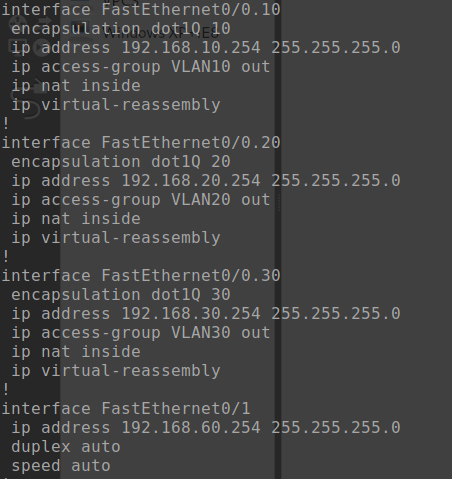 interface FastEthernet0/0.10
encapsulation dot1Q 10
ip address 192.168.10.254 255.255.255.0
ip access-group VLAN10 out
ip nat inside
ip virtual-reassembly
!
interface FastEthernet0/0.20
encapsulation dot1Q 20
ip address 192.168.20.254 255.255.255.0
ip access-group VLAN20 out
ip nat inside
ip virtual-reassembly
!
interface FastEthernet0/0.30
encapsulation dot1Q 30
ip address 192.168.30.254 255.255.255.0
ip access-group VLAN30 out
ip nat inside
ip virtual-reassembly
!
interface FastEthernet0/1
ip address 192.168.60.254 255.255.255.0
duplex auto
speed auto